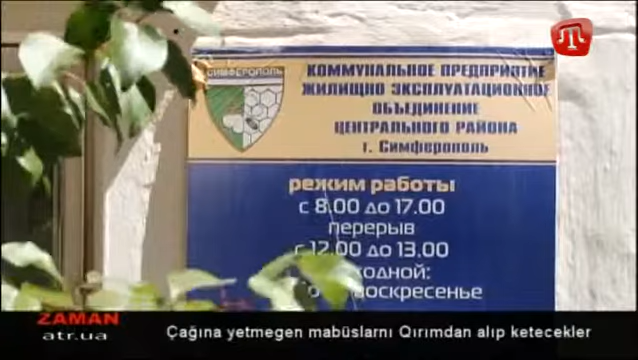 СИМФЕРОПОЛЬ
КОММУНАЛЬНОЕ ПРЕДПРИЯТИЕ
ЖИЛИЩНО ЭКСПЛУАТАЦИОННОЕ
ОБЪЕДИНЕНИЕ
ЦЕНТРАЛЬНОГО РАЙОНА
г. Симферополь
режим работы
с 8.00 до 17.00
перерыв
с 12.00 до 13.00
воскресенье
ZAMAN
atr.ua
Çağına yetmegen mabüslarnı Qırımdan alıp ketecekler